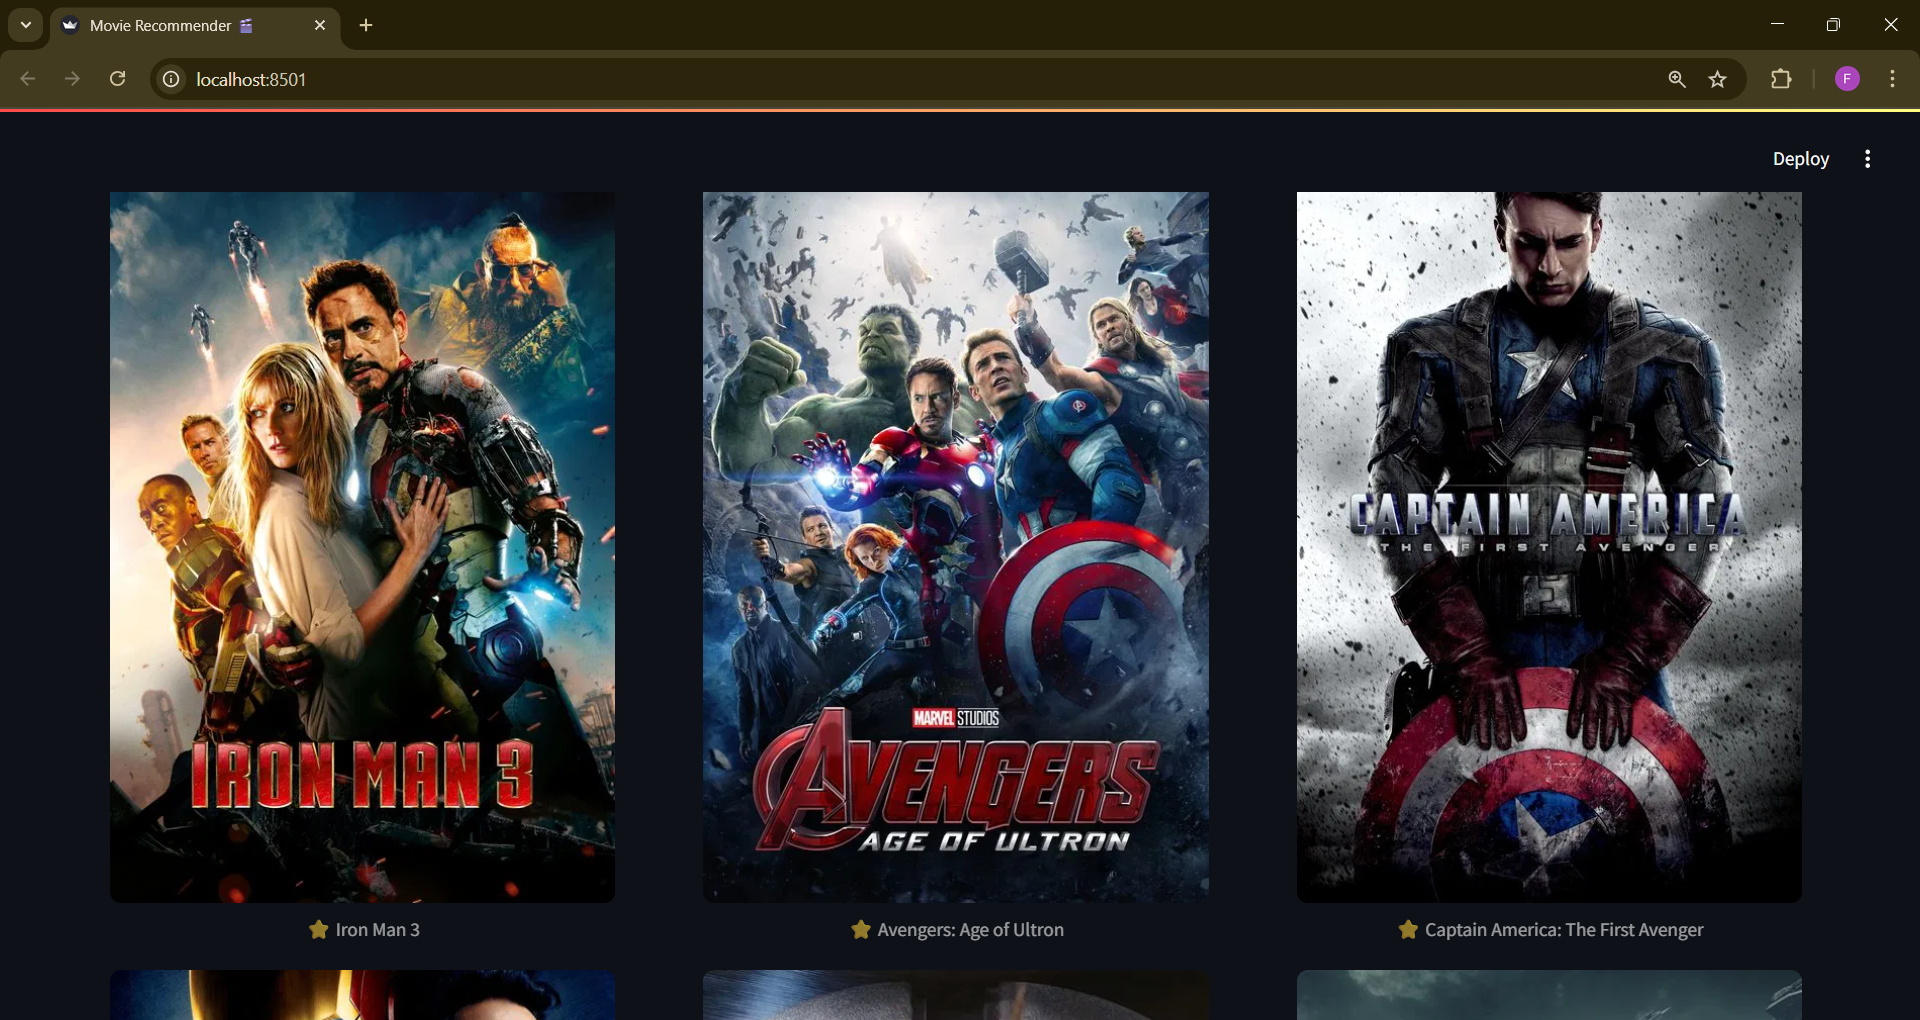 Movie Recommender
localhost:8501
F
Deploy
IRON MAN 3
MARVEL STUDIOS
AVENGERS
AGE OF ULTRON
CAPTAIN AMERICA
THE FIRST AVENGER
Iron Man 3
Avengers: Age of Ultron
Captain America: The First Avenger